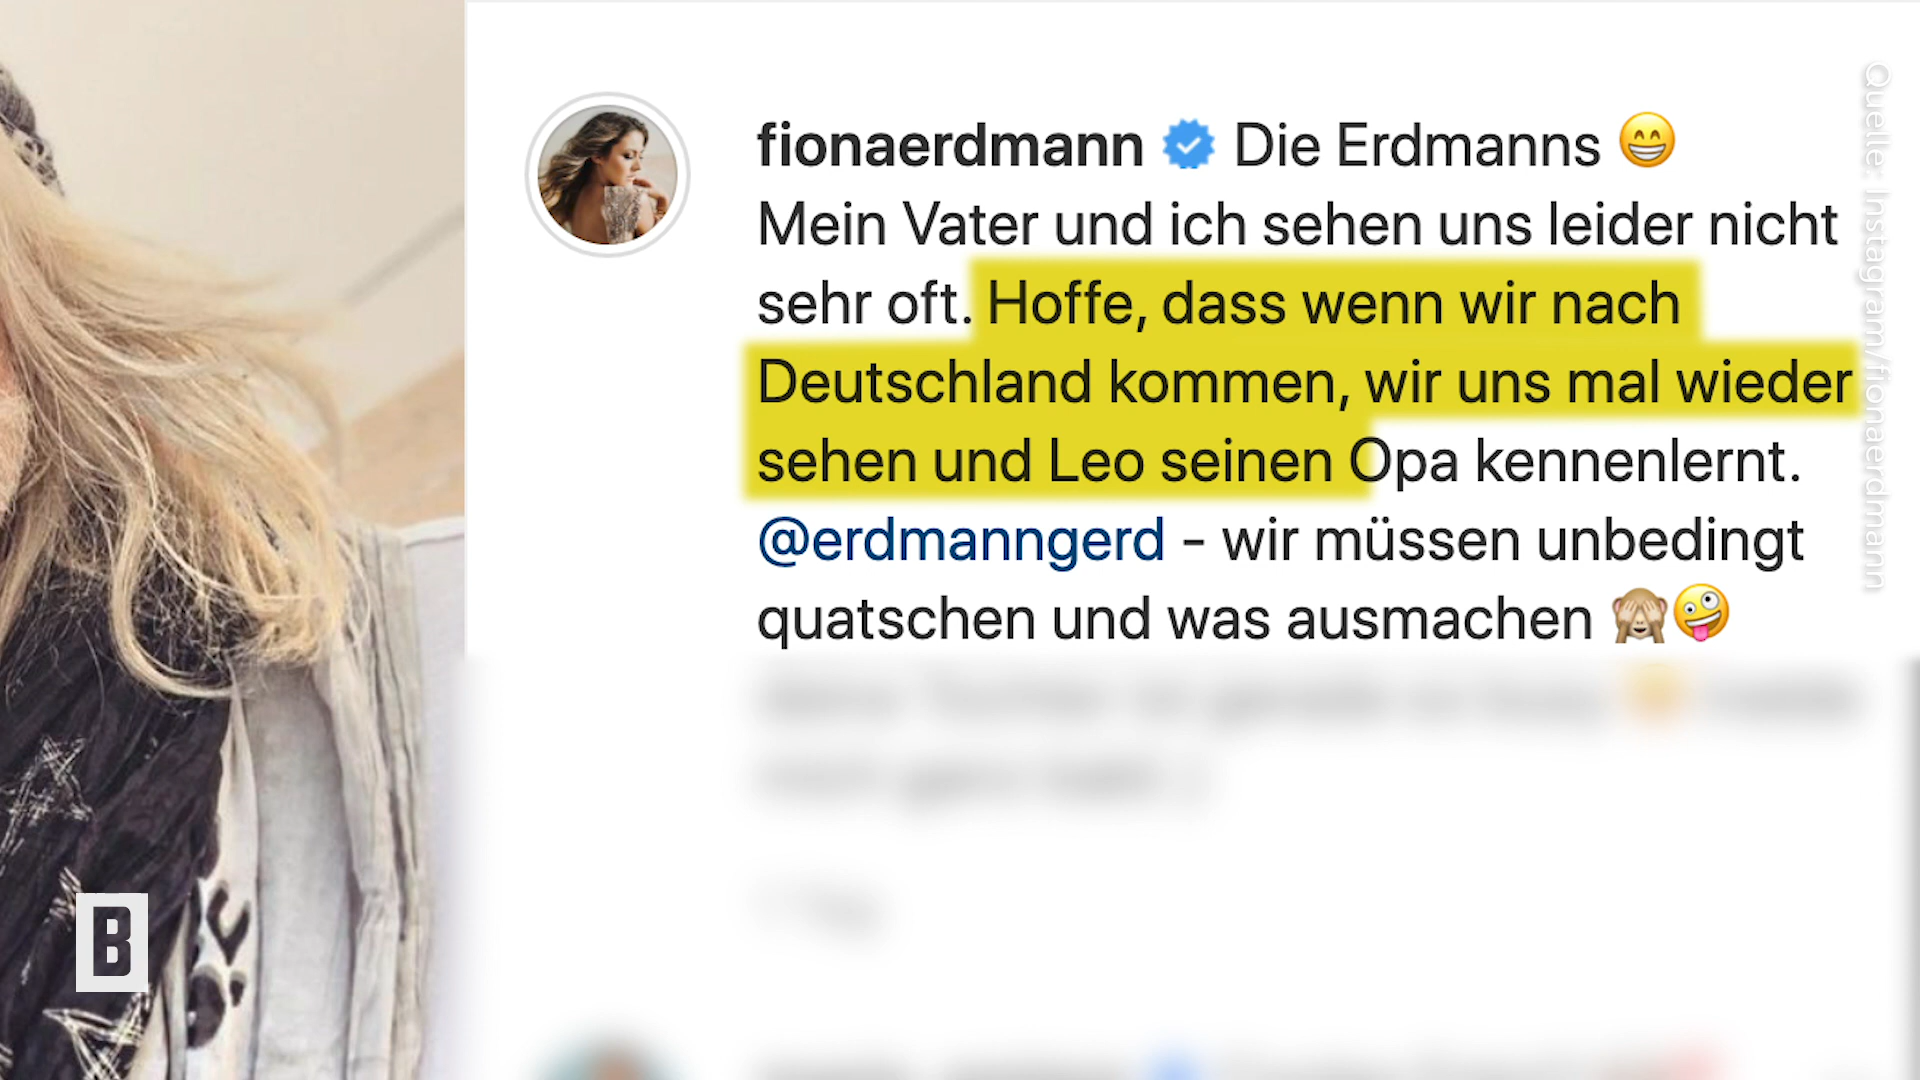 fionaerdmann Die Erdmanns 😁
Mein Vater und ich sehen uns leider nicht
sehr oft. Hoffe, dass wenn wir nach
Deutschland kommen, wir uns mal wieder
sehen und Leo seinen Opa kennenlernt.
@erdmanngerd - wir müssen unbedingt
quatschen und was ausmachen 🙈🤪
Quelle: Instagram/fionaerdmann
B